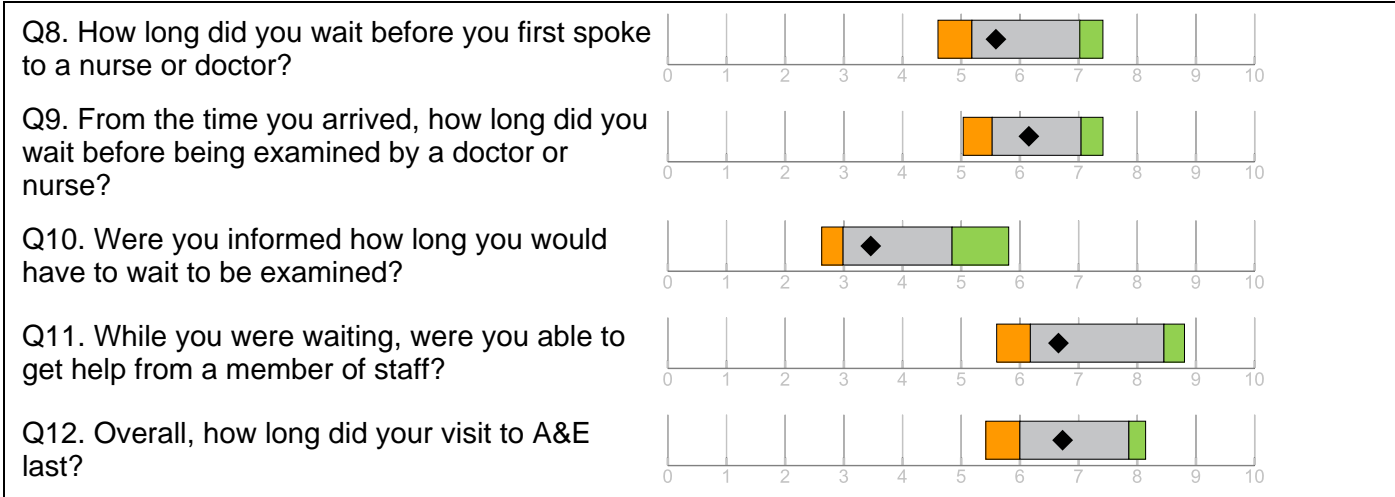 Q8. How long did you wait before you first spoke
to a nurse or doctor?
0 1 2 3 4 5 6 7 8 9 10
Q9. From the time you arrived, how long did you
wait before being examined by a doctor or
nurse?
0 1 2 3 4 5 6 7 8 9 10
Q10. Were you informed how long you would
have to wait to be examined?
0 1 2 3 4 5 6 7 8 9 10
Q11. While you were waiting, were you able to
get help from a member of staff?
0 1 2 3 4 5 6 7 8 9 10
Q12. Overall, how long did your visit to A&E
last?
0 1 2 3 4 5 6 7 8 9 10